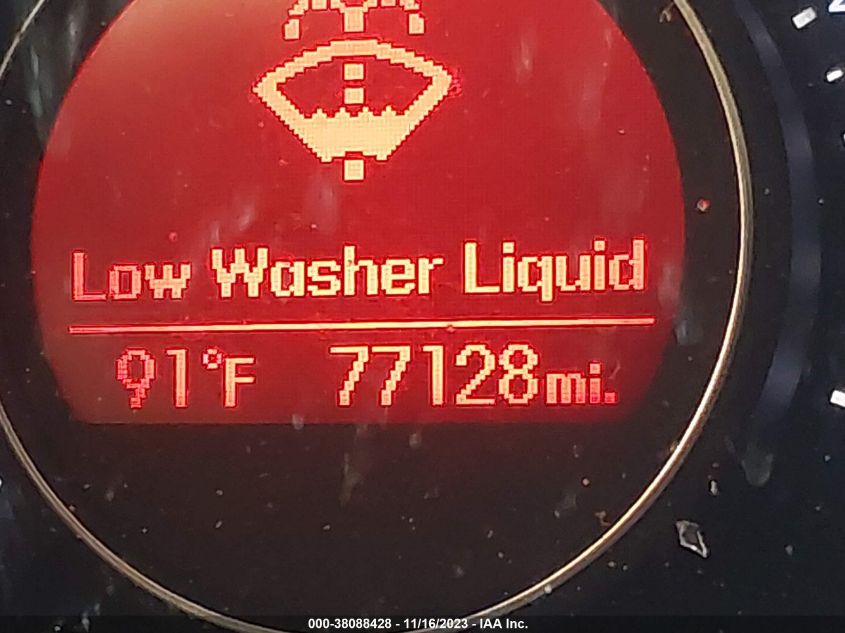 Low Washer Liquid
91°F 77128mi.
000-38088428 - 11/16/2023 - IAA Inc.